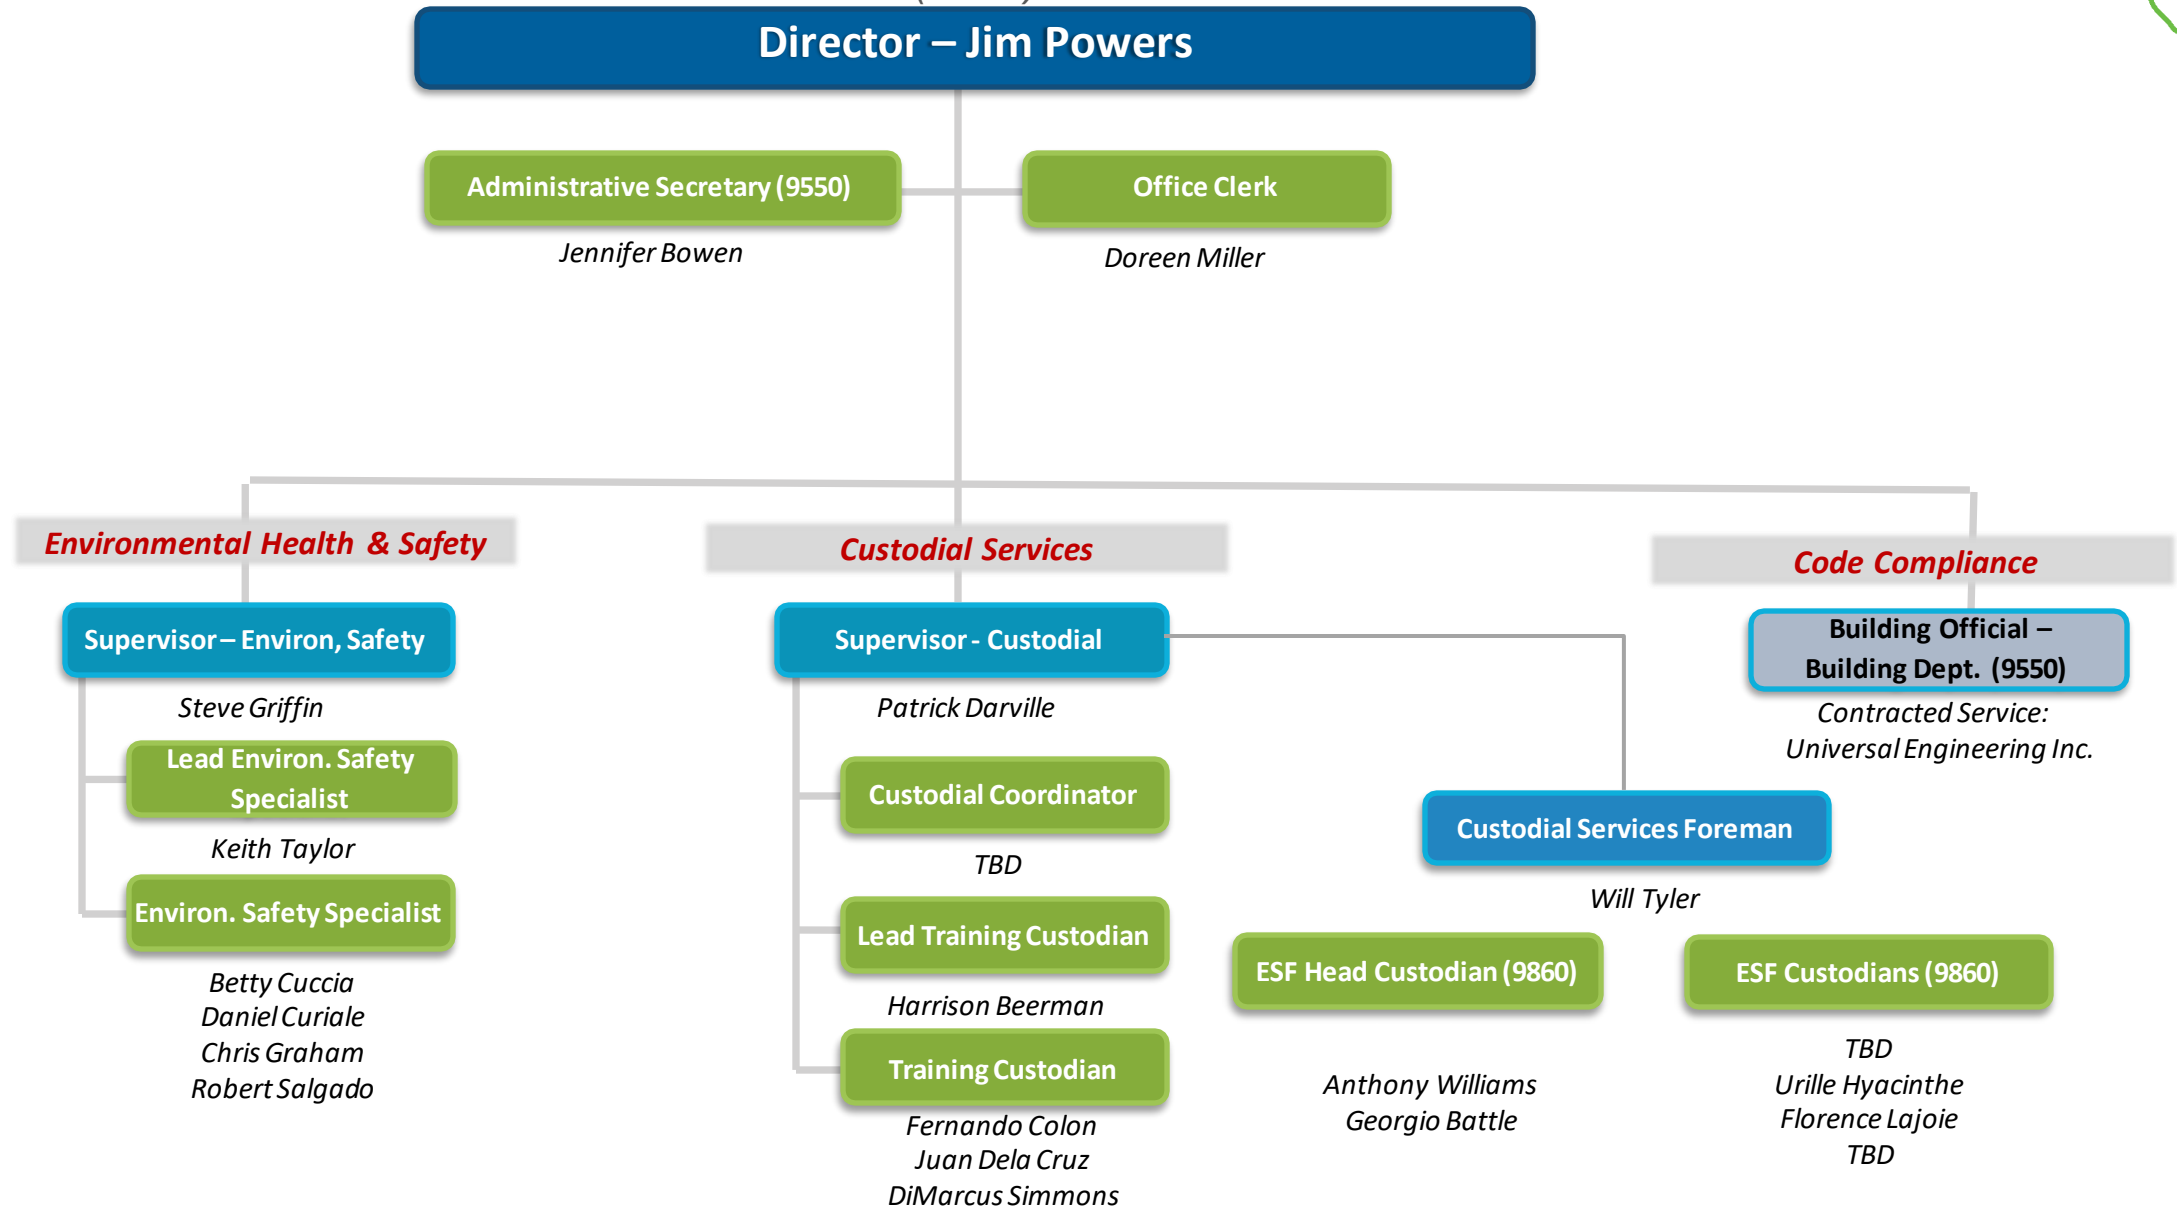 Director – Jim Powers
Administrative Secretary (9550)
Office Clerk
Jennifer Bowen
Doreen Miller
Environmental Health & Safety
Supervisor – Environ, Safety
Steve Griffin
Lead Environ. Safety
Specialist
Keith Taylor
Environ. Safety Specialist
Betty Cuccia
Daniel Curiale
Chris Graham
Robert Salgado
Custodial Services
Supervisor - Custodial
Patrick Darville
Custodial Coordinator
TBD
Lead Training Custodian
Harrison Beerman
Training Custodian
Fernando Colon
Juan Dela Cruz
DiMarcus Simmons
Custodial Services Foreman
Will Tyler
ESF Head Custodian (9860)
Anthony Williams
Georgio Battle
ESF Custodians (9860)
TBD
Urille Hyacinthe
Florence Lajoie
TBD
Code Compliance
Building Official –
Building Dept. (9550)
Contracted Service:
Universal Engineering Inc.